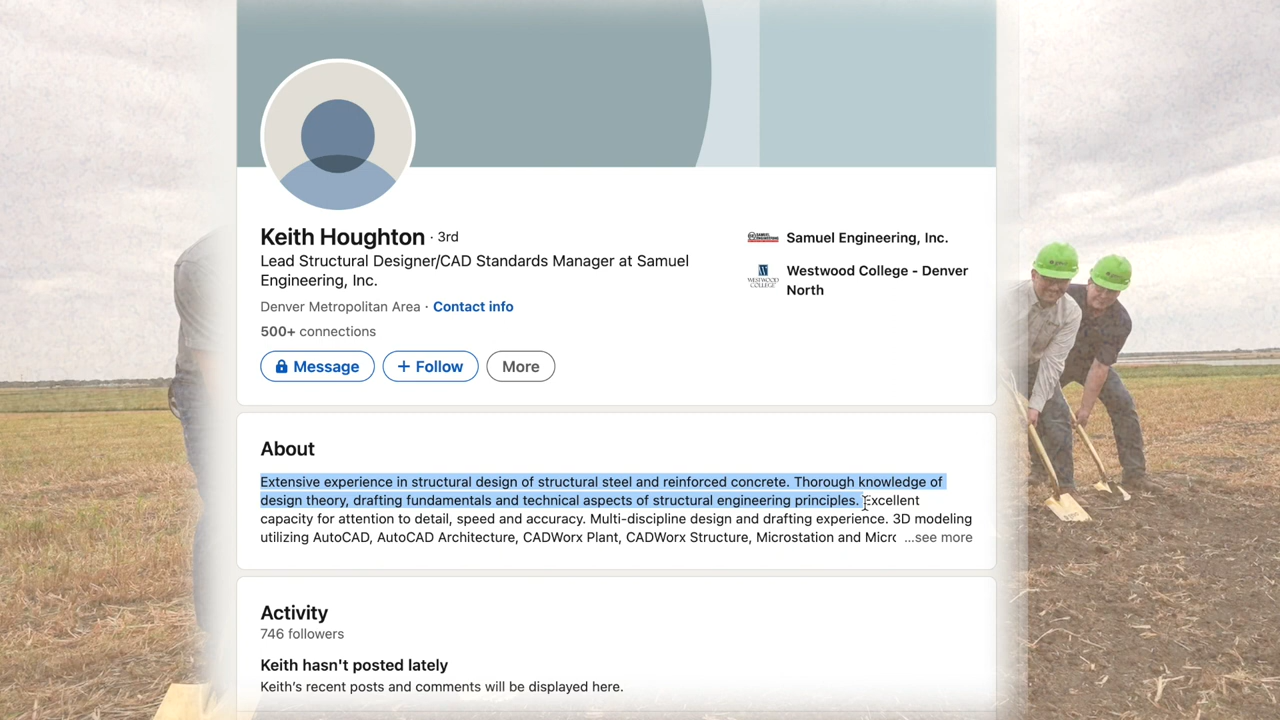 Keith Houghton · 3rd
Lead Structural Designer/CAD Standards Manager at Samuel
Engineering, Inc.
Denver Metropolitan Area · Contact info
500+ connections
Message
+ Follow
More
Samuel Engineering, Inc.
WESTWOOD
COLLEGE
Westwood College - Denver
North
About
Extensive experience in structural design of structural steel and reinforced concrete. Thorough knowledge of
design theory, drafting fundamentals and technical aspects of structural engineering principles. Excellent
capacity for attention to detail, speed and accuracy. Multi-discipline design and drafting experience. 3D modeling
utilizing AutoCAD, AutoCAD Architecture, CADWorx Plant, CADWorx Structure, Microstation and Micro ...see more
Activity
746 followers
Keith hasn't posted lately
Keith's recent posts and comments will be displayed here.